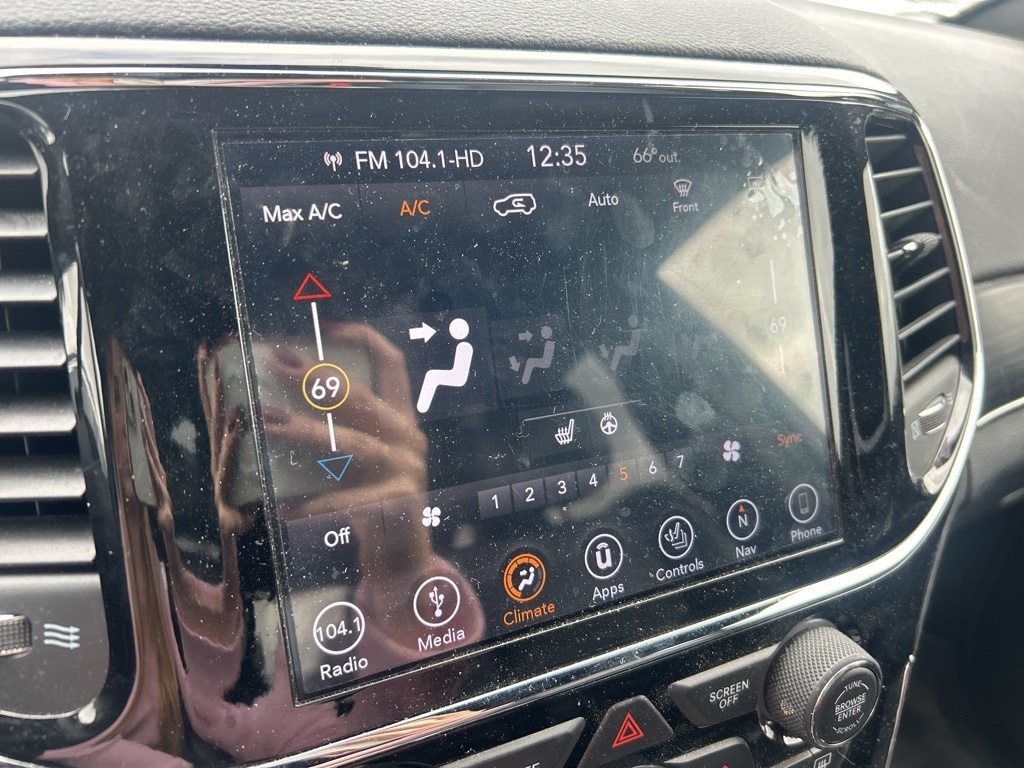 FM 104.1-HD 12:35 66° out
Max A/C A/C Auto Front
69 69
Sync
1 2 3 4 5 6 7
Off
104.1 N
Radio Media Climate Apps Controls Nav Phone
SCREEN
OFF
TUNE
BROWSE
ENTER
SCROLL